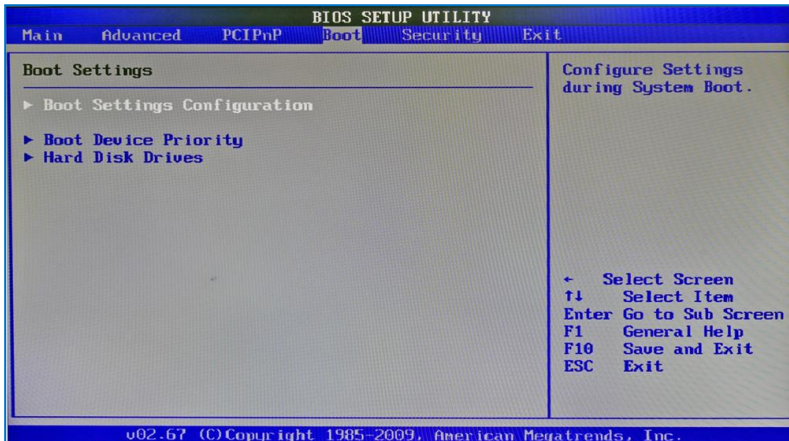 BIOS SETUP UTILITY
Main Advanced PCIPnP Boot Security Exit
Boot Settings
► Boot Settings Configuration
► Boot Device Priority
► Hard Disk Drives
Configure Settings
during System Boot.
← Select Screen
↑↓ Select Item
Enter Go to Sub Screen
F1 General Help
F10 Save and Exit
ESC Exit
v02.67 (C)Copyright 1985-2009, American Megatrends, Inc.